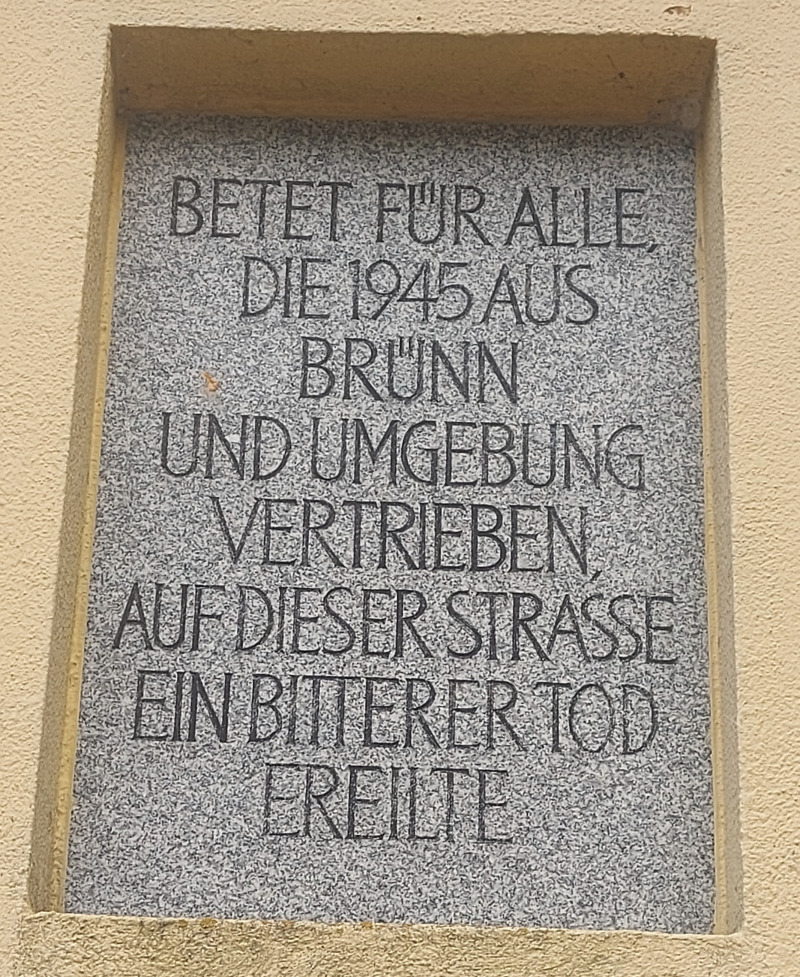 BETET FÜR ALLE,
DIE 1945 AUS
BRÜNN
UND UMGEBUNG
VERTRIEBEN,
AUF DIESER STRASSE
EIN BITTERER TOD
EREILTE